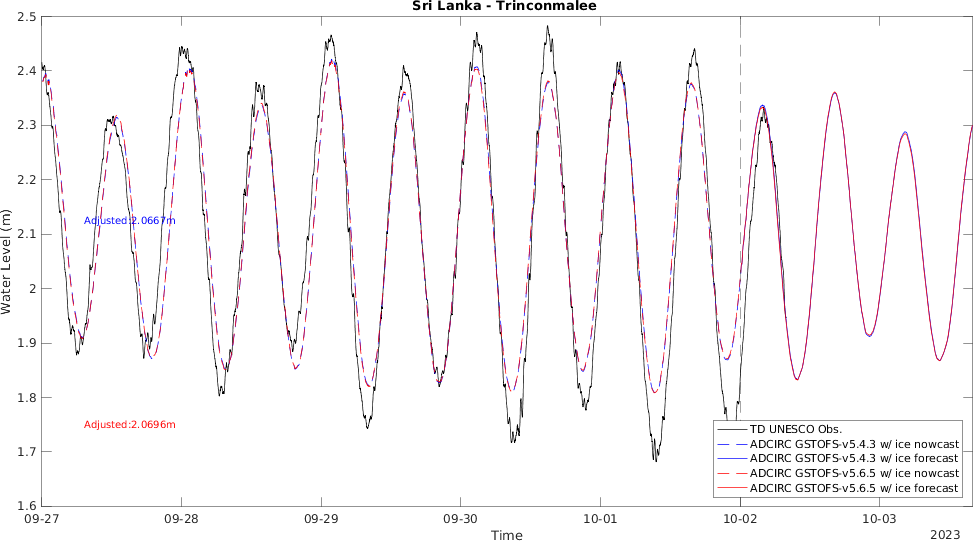 Sri Lanka - Trinconmalee
2.5
2.4
2.3
2.2
2.1
2
1.9
1.8
1.7
1.6
Water Level (m)
Adjusted:2.0667m
Adjusted:2.0696m
TD UNESCO Obs.
ADCIRC GSTOFS-v5.4.3 w/ ice nowcast
ADCIRC GSTOFS-v5.4.3 w/ ice forecast
ADCIRC GSTOFS-v5.6.5 w/ ice nowcast
ADCIRC GSTOFS-v5.6.5 w/ ice forecast
09-27 09-28 09-29 09-30 10-01 10-02 10-03
Time
2023